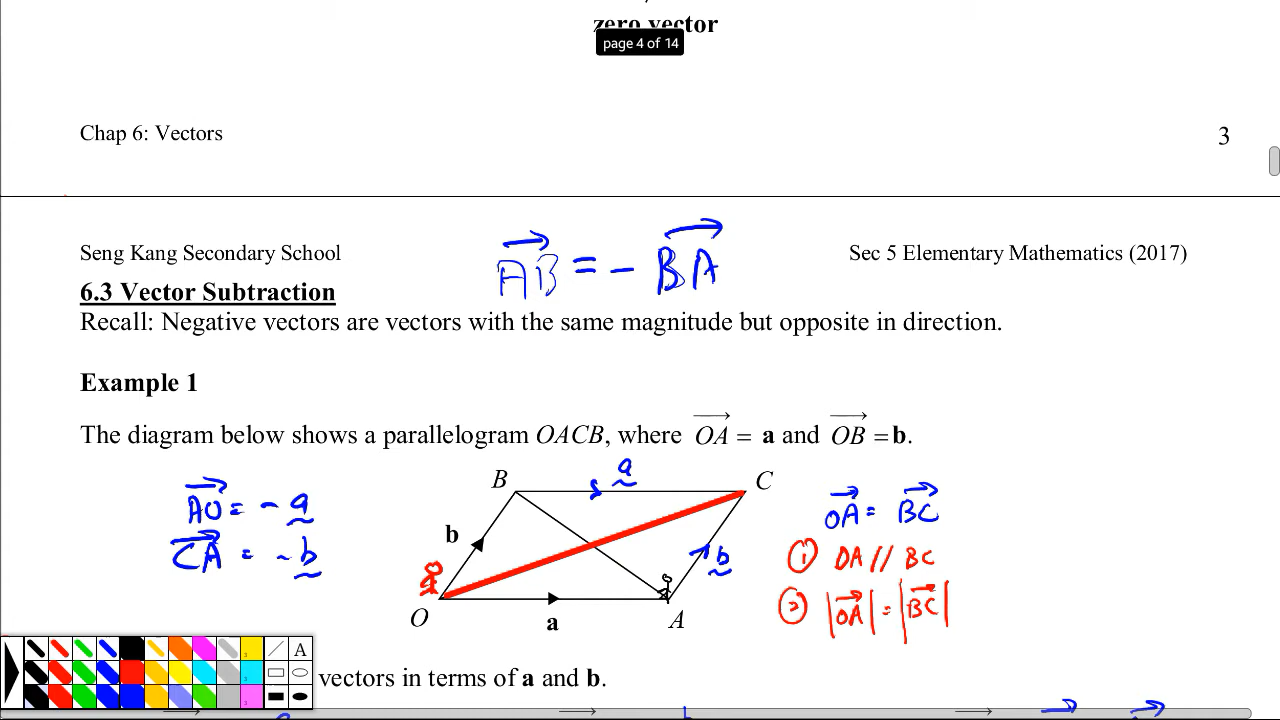 zero vector
page 4 of 14
Chap 6: Vectors
3
Seng Kang Secondary School
AB = - BA
Sec 5 Elementary Mathematics (2017)
6.3 Vector Subtraction
Recall: Negative vectors are vectors with the same magnitude but opposite in direction.
Example 1
The diagram below shows a parallelogram OACB, where OA = a and OB = b.
AO = - a
CA = - b
B
a
C
b
b
O
a
A
OA = BC
① OA // BC
② |OA| = |BC|
A
vectors in terms of a and b.